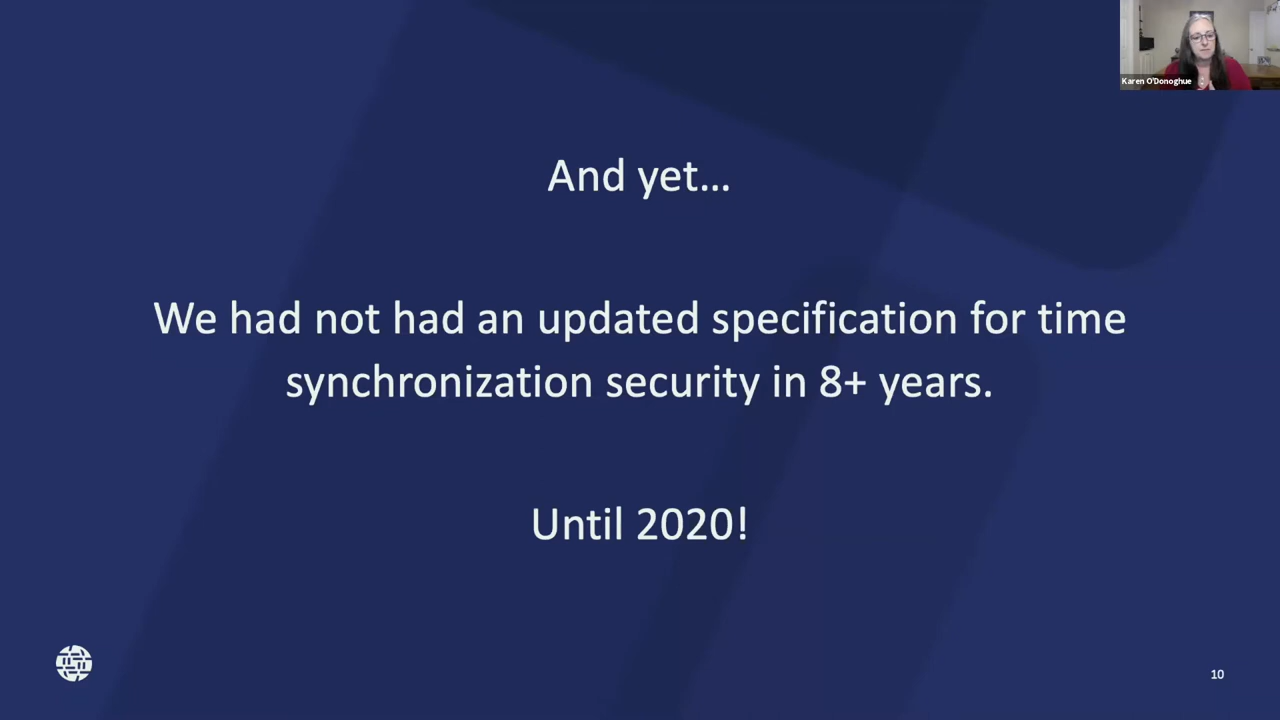 Karen O'Donoghue
And yet...
We had not had an updated specification for time
synchronization security in 8+ years.
Until 2020!
10